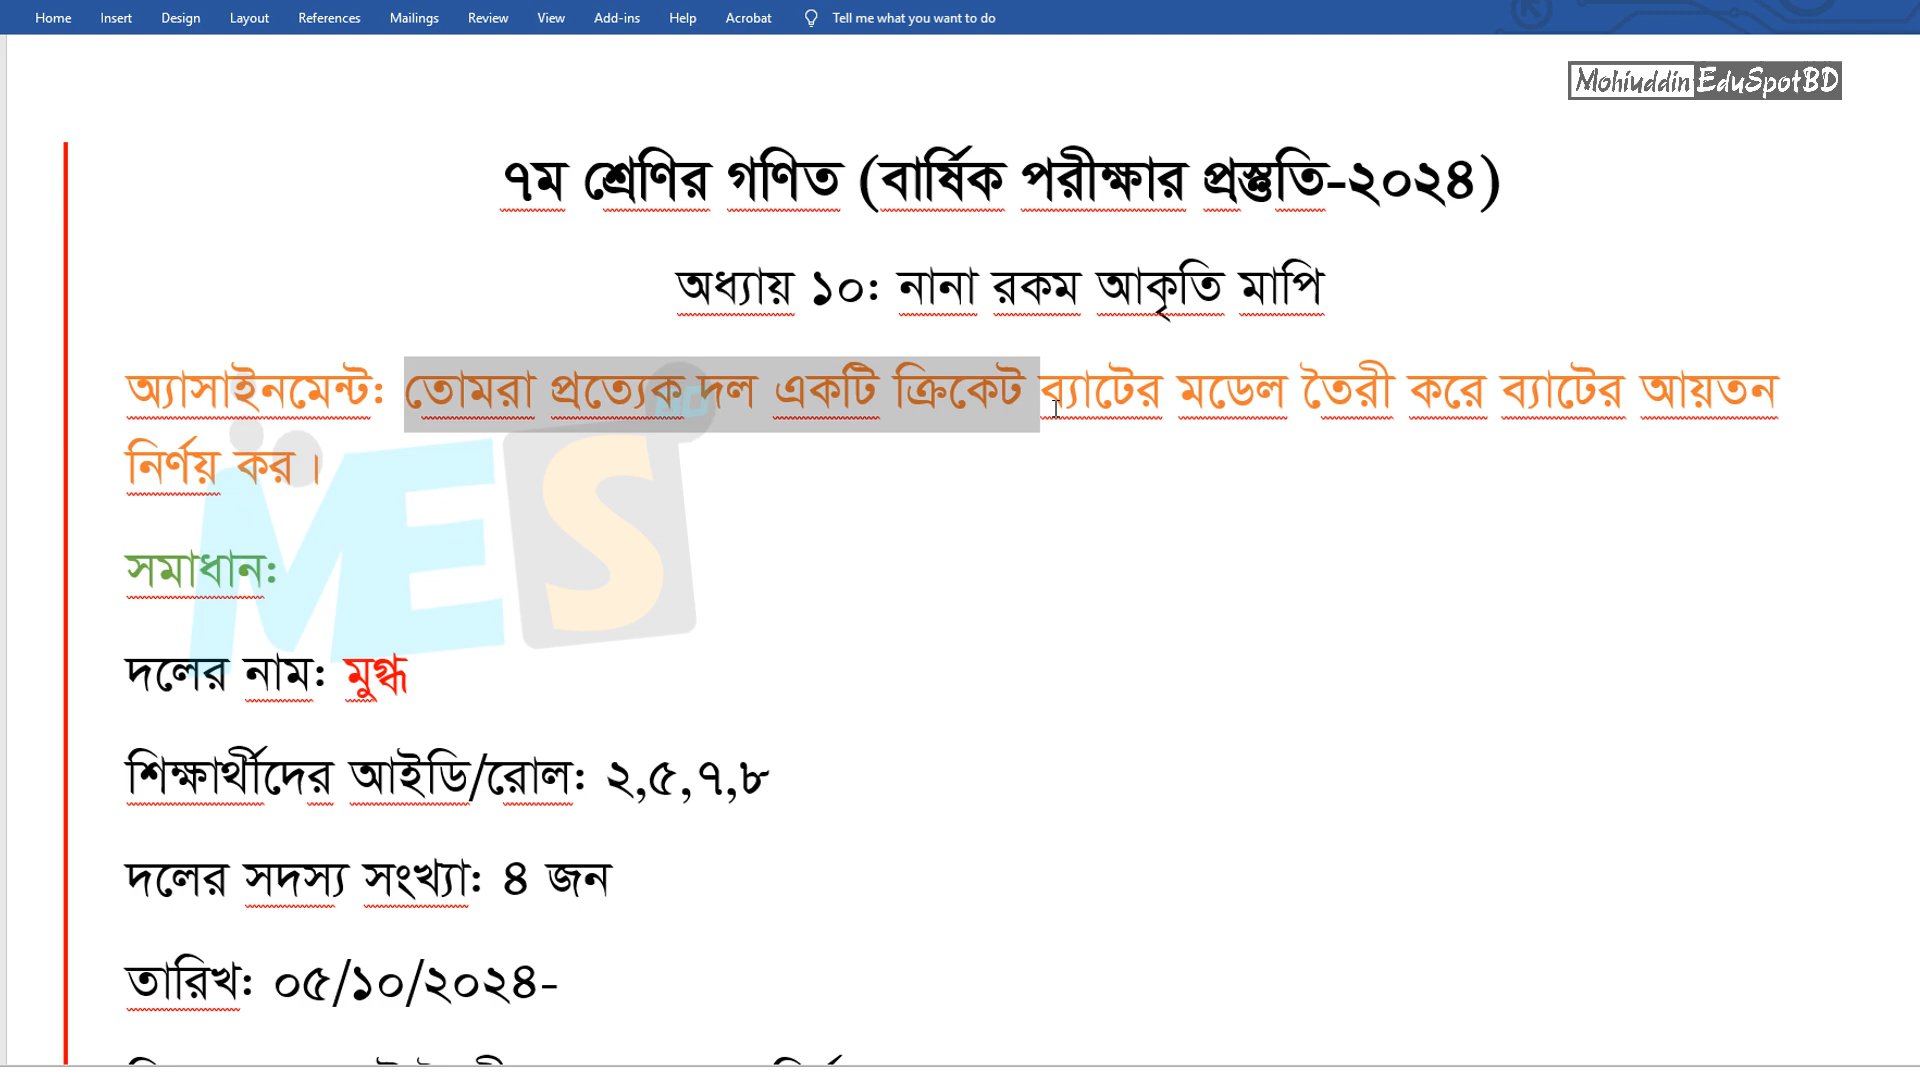 Home Insert Design Layout References Mailings Review View Add-ins Help Acrobat Tell me what you want to do
Mohiuddin EduSpotBD
৭ম শ্রেণির গণিত (বার্ষিক পরীক্ষার প্রস্তুতি-২০২৪)
অধ্যায় ১০: নানা রকম আকৃতি মাপি
অ্যাসাইনমেন্ট: তোমরা প্রত্যেক দল একটি ক্রিকেট ব্যাটের মডেল তৈরী করে ব্যাটের আয়তন
নির্ণয় কর।
MES
সমাধান:
দলের নাম: মুগ্ধ
শিক্ষার্থীদের আইডি/রোল: ২,৫,৭,৮
দলের সদস্য সংখ্যা: ৪ জন
তারিখ: ০৫/১০/২০২৪-